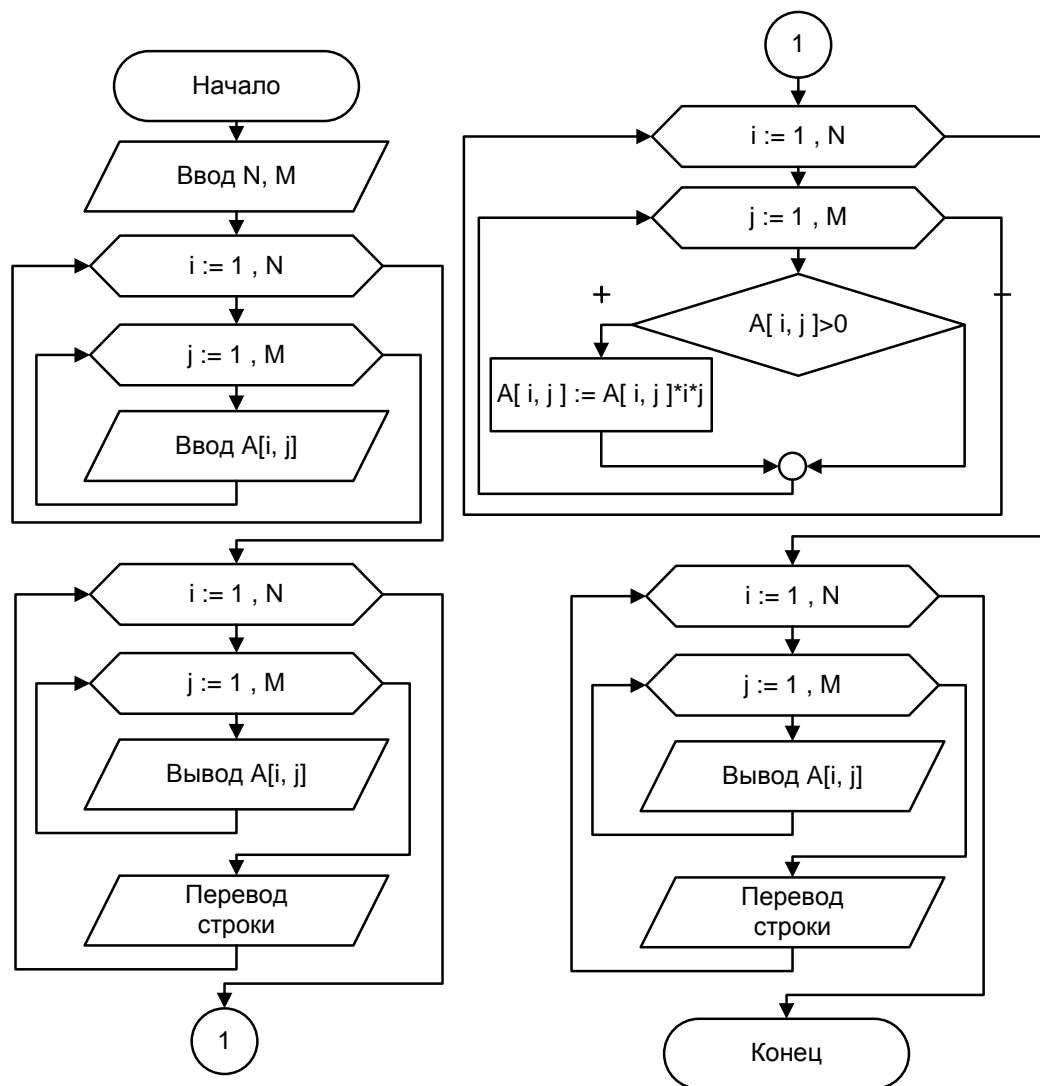 Начало
Ввод N, M
i := 1 , N
j := 1 , M
Ввод A[i, j]
i := 1 , N
j := 1 , M
Вывод A[i, j]
Перевод
строки
1
1
i := 1 , N
j := 1 , M
+
–
A[ i, j ]>0
A[ i, j ] := A[ i, j ]*i*j
i := 1 , N
j := 1 , M
Вывод A[i, j]
Перевод
строки
Конец